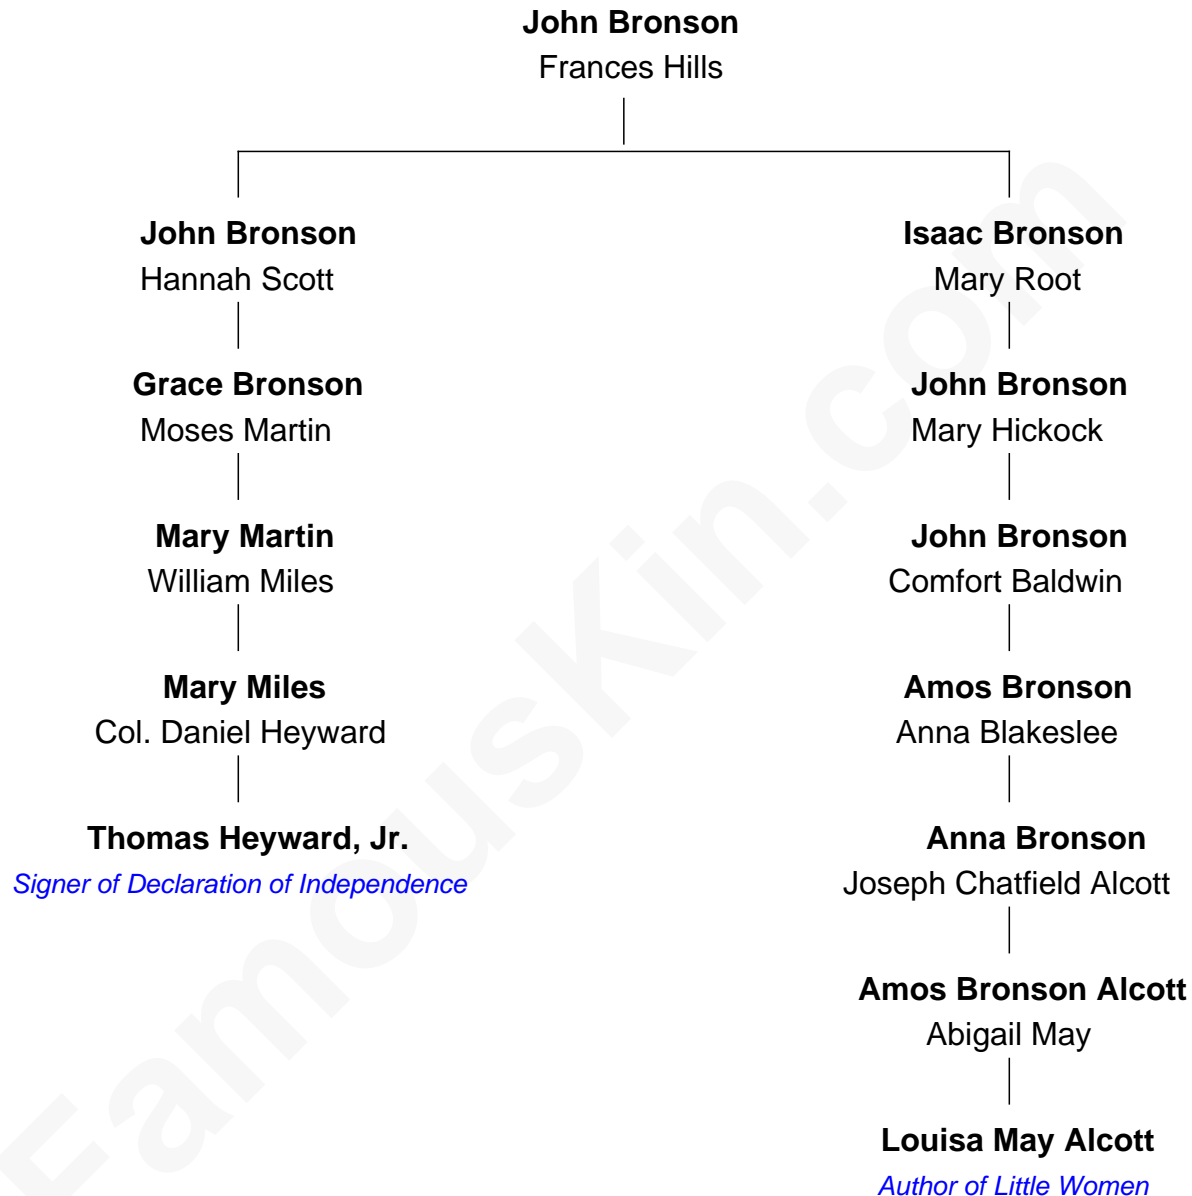 John Bronson
Frances Hills
John Bronson
Hannah Scott
Isaac Bronson
Mary Root
Grace Bronson
Moses Martin
John Bronson
Mary Hickock
Mary Martin
William Miles
John Bronson
Comfort Baldwin
Mary Miles
Col. Daniel Heyward
Amos Bronson
Anna Blakeslee
Thomas Heyward, Jr.
Signer of Declaration of Independence
Anna Bronson
Joseph Chatfield Alcott
Amos Bronson Alcott
Abigail May
Louisa May Alcott
Author of Little Women
FamousKin.com